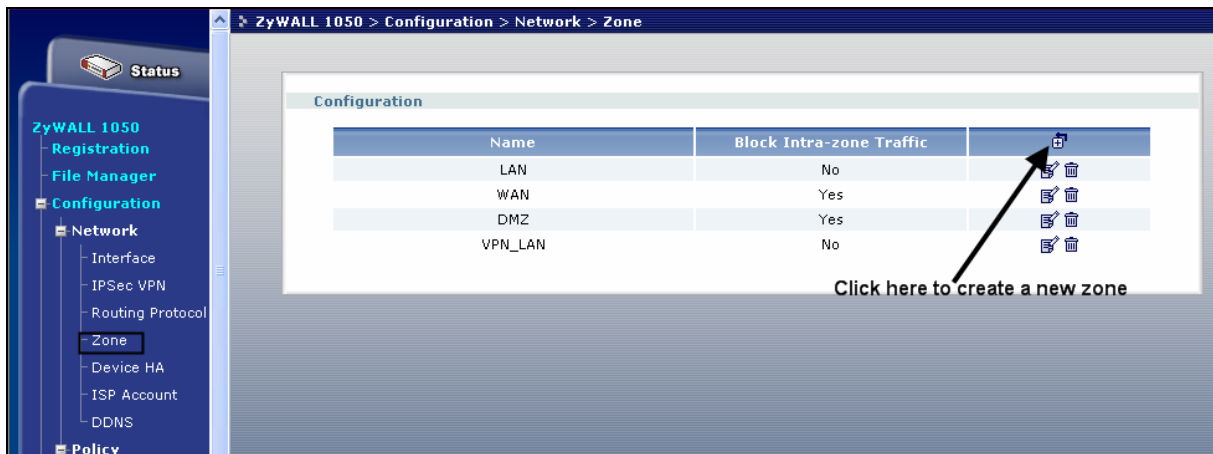 ZyWALL 1050 > Configuration > Network > Zone
Status
ZyWALL 1050
Registration
File Manager
Configuration
Network
Interface
IPSec VPN
Routing Protocol
Zone
Device HA
ISP Account
DDNS
Policy
Configuration
Name Block Intra-zone Traffic
LAN No
WAN Yes
DMZ Yes
VPN_LAN No
Click here to create a new zone